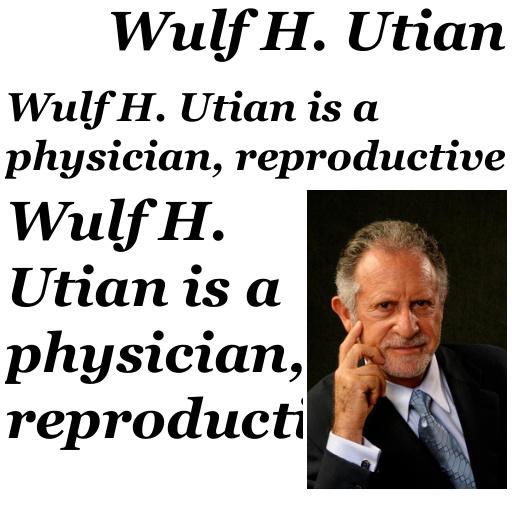 Wulf H. Utian
Wulf H. Utian is a
physician, reproductive
Wulf H.
Utian is a
physician,
reproducti